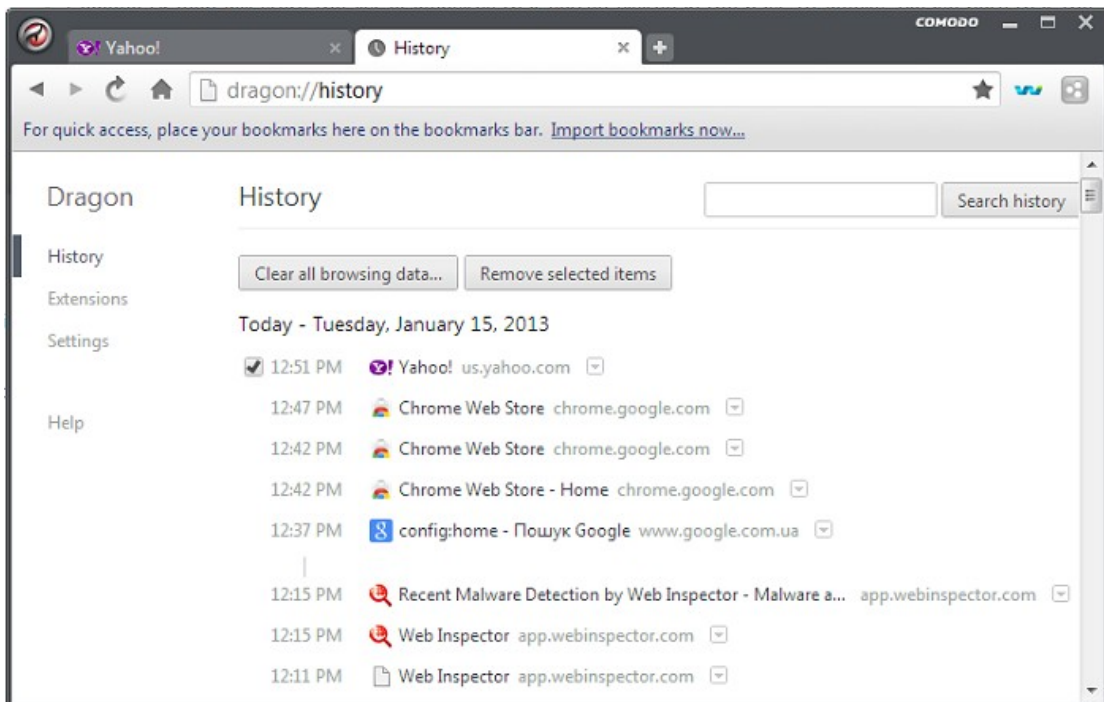 COMODO
Yahoo! History
dragon://history
For quick access, place your bookmarks here on the bookmarks bar. Import bookmarks now...
Dragon History Search history
History
Clear all browsing data... Remove selected items
Extensions
Today - Tuesday, January 15, 2013
Settings
12:51 PM Yahoo! us.yahoo.com
12:47 PM Chrome Web Store chrome.google.com
Help
12:42 PM Chrome Web Store chrome.google.com
12:42 PM Chrome Web Store - Home chrome.google.com
12:37 PM config:home - Пошук Google www.google.com.ua
12:15 PM Recent Malware Detection by Web Inspector - Malware a... app.webinspector.com
12:15 PM Web Inspector app.webinspector.com
12:11 PM Web Inspector app.webinspector.com